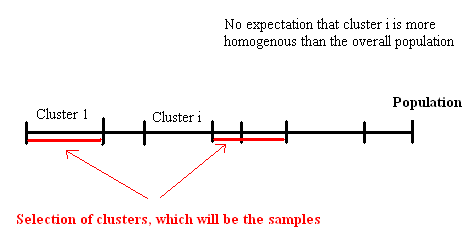 No expectation that cluster i is more
homogenous than the overall population
Population
Cluster 1
Cluster i
Selection of clusters, which will be the samples